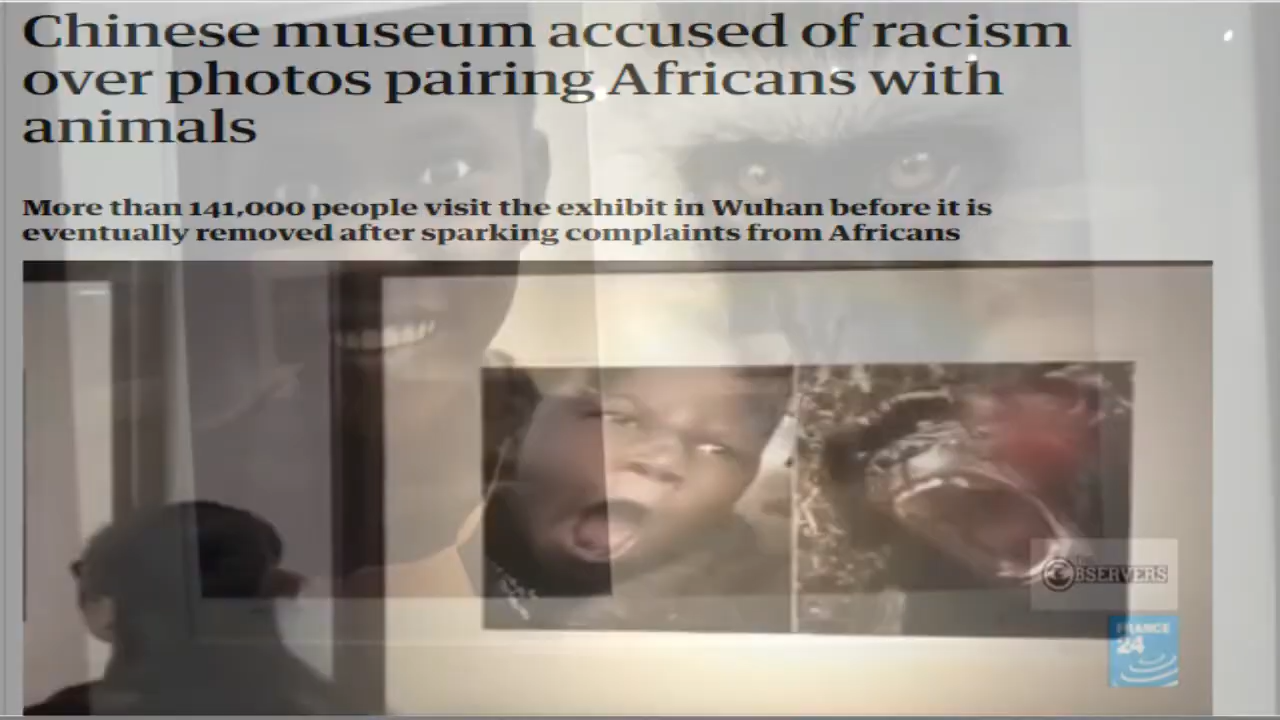 Chinese museum accused of racism
over photos pairing Africans with
animals
More than 141,000 people visit the exhibit in Wuhan before it is
eventually removed after sparking complaints from Africans
the
OBSERVERS
FRANCE
24